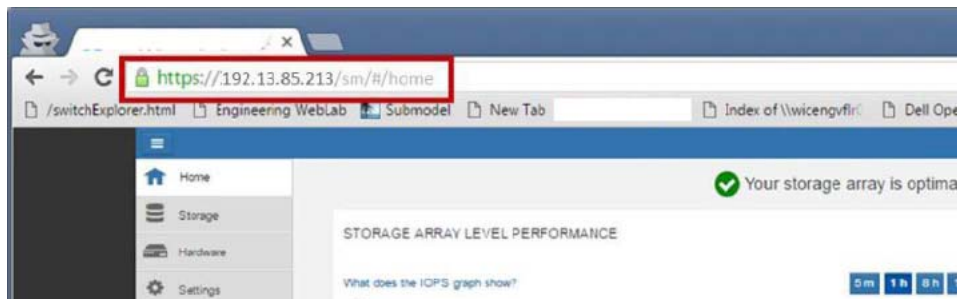 https://192.13.85.213/sm/#/home
/switchExplorer.html Engineering WebLab Submodel New Tab Index of \\wicengvflr Dell Ope
Home
Your storage array is optima
Storage
STORAGE ARRAY LEVEL PERFORMANCE
Hardware
Settings
What does the IOPS graph show? 5m 1h 8h 1